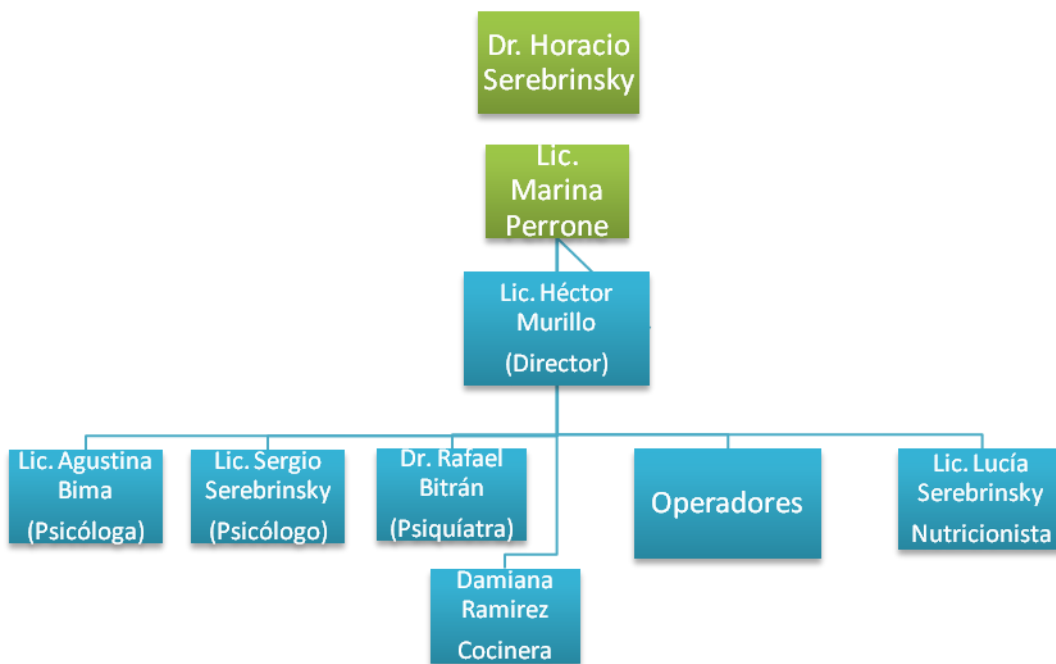 Dr. Horacio
Serebrinsky
Lic.
Marina
Perrone
Lic. Héctor
Murillo
(Director)
Lic. Agustina
Bima
(Psicóloga)
Lic. Sergio
Serebrinsky
(Psicólogo)
Dr. Rafael
Bitrán
(Psiquíatra)
Operadores
Lic. Lucía
Serebrinsky
Nutricionista
Damiana
Ramirez
Cocinera